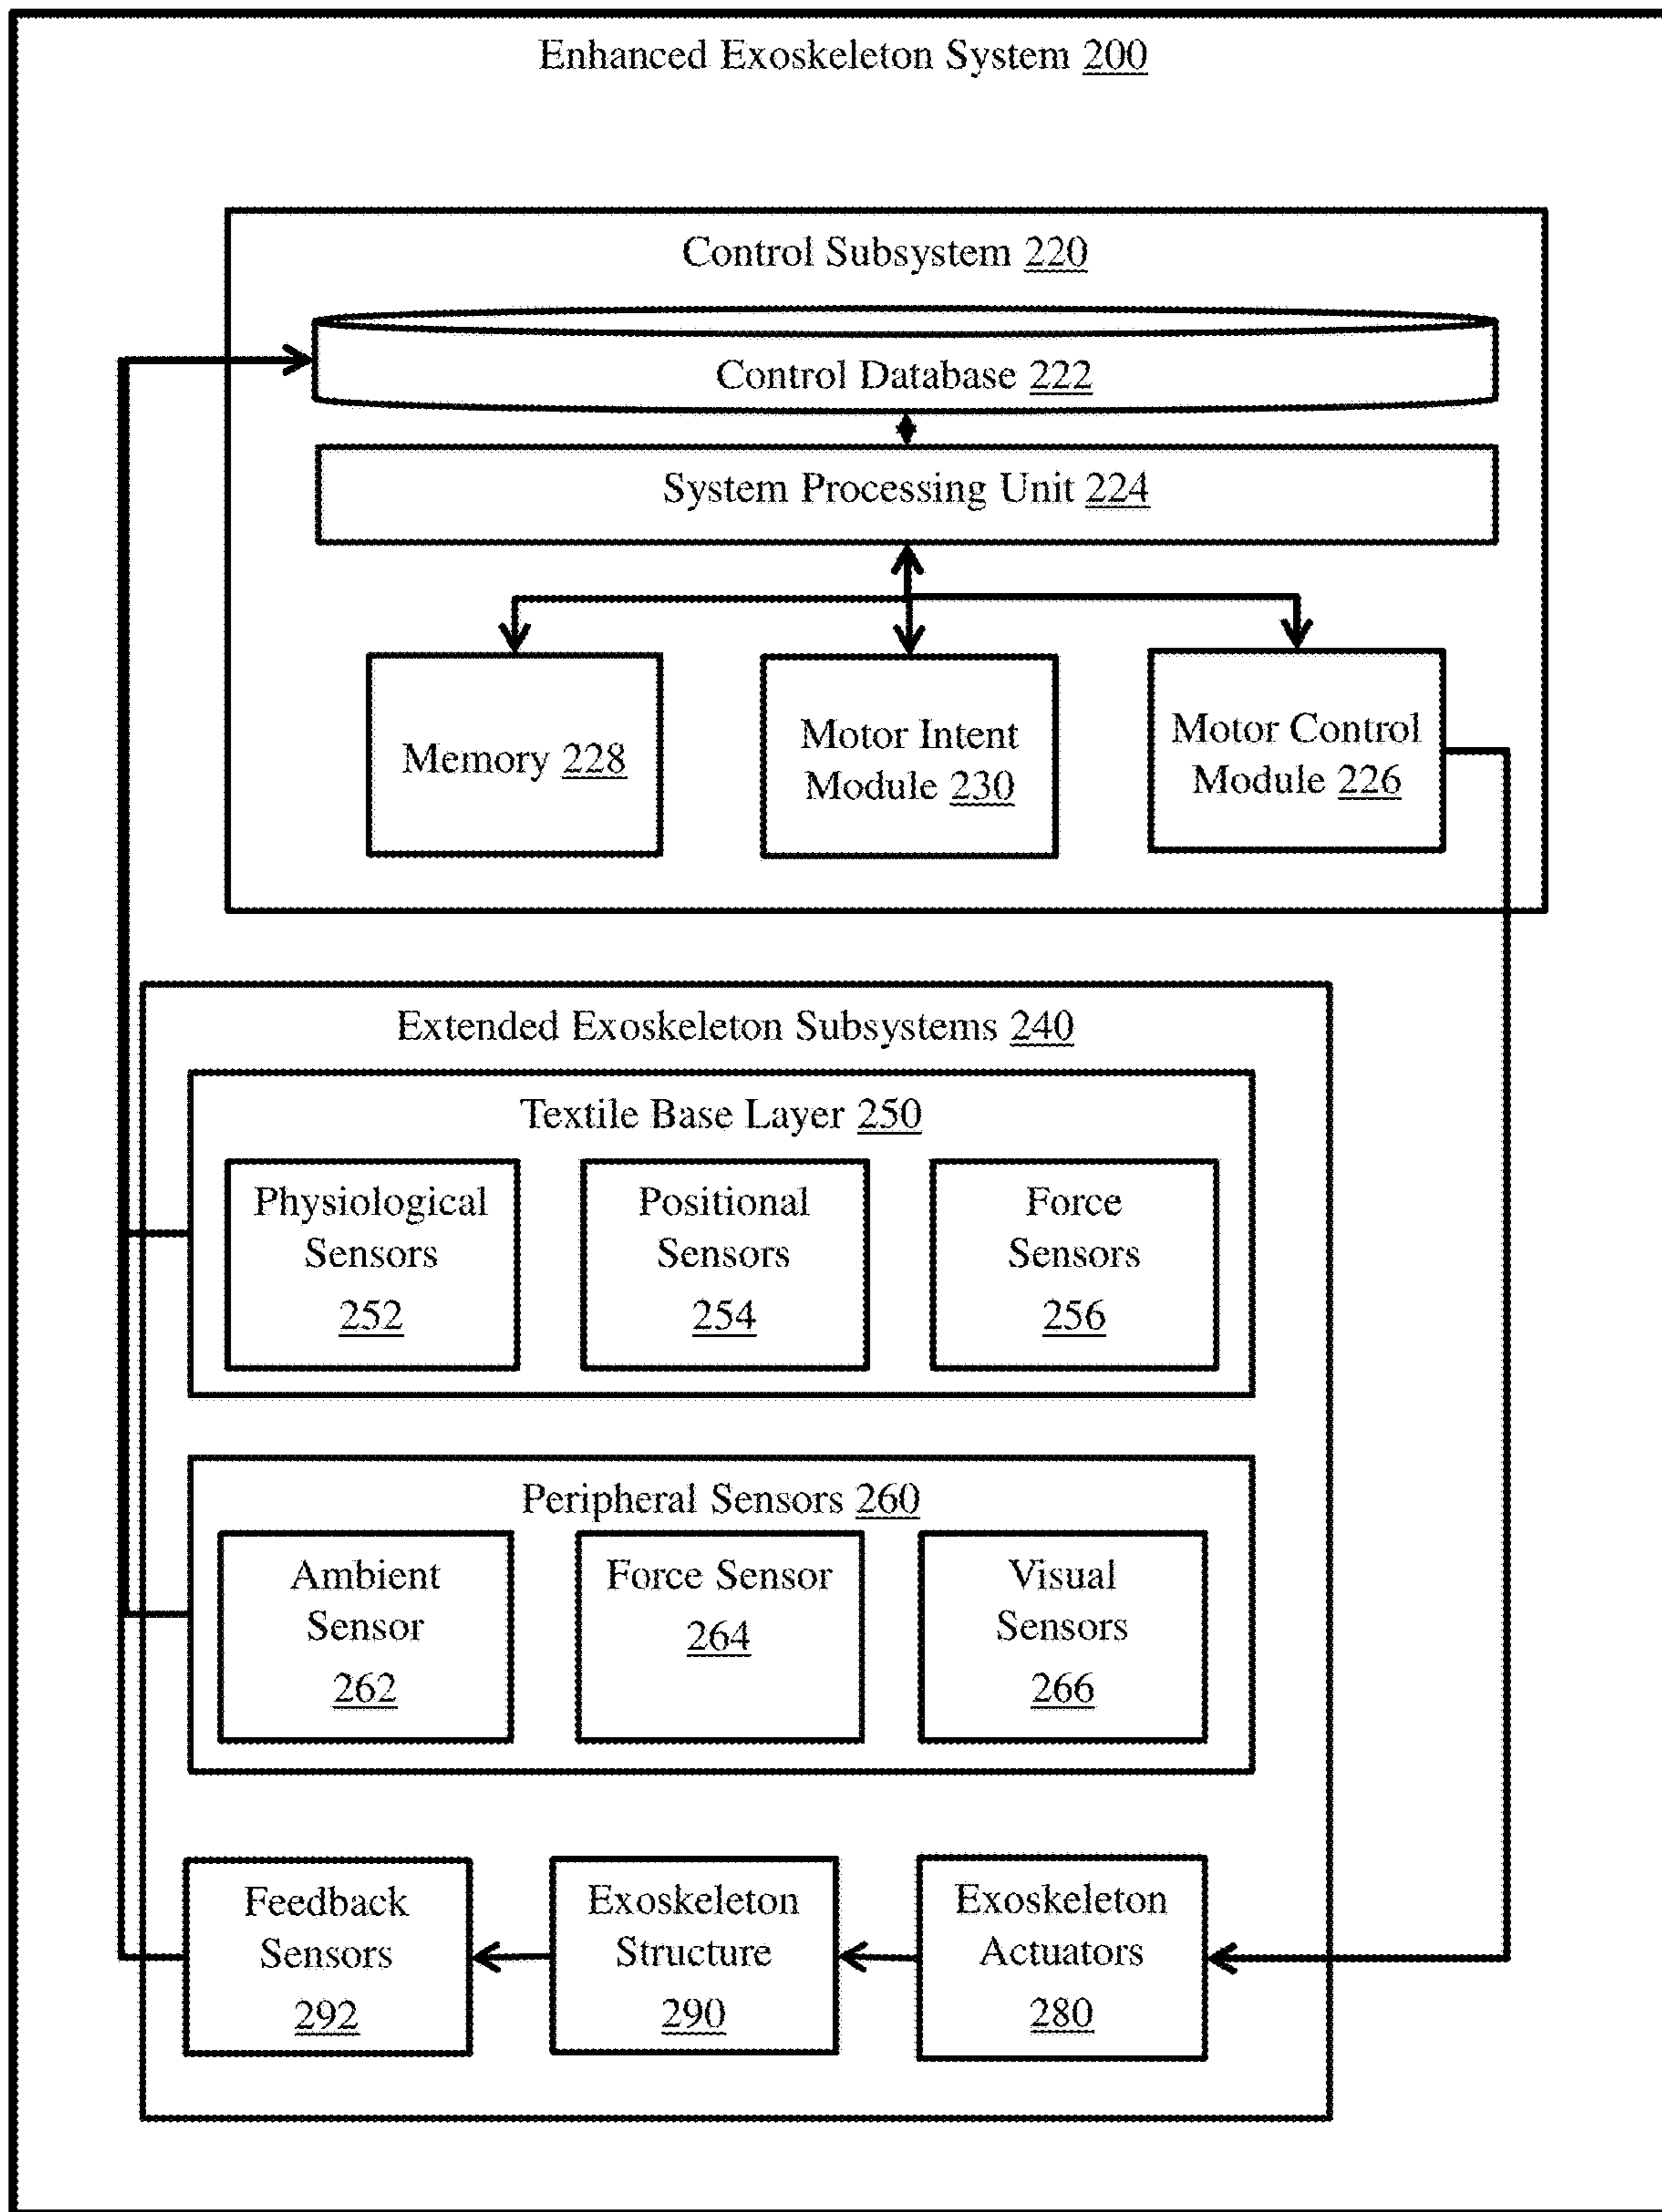 Enhanced Exoskeleton System 200
Control Subsystem 220
Control Database 222
System Processing Unit 224
Memory 228
Motor Intent
Module 230
Motor Control
Module 226
Extended Exoskeleton Subsystems 240
Textile Base Layer 250
Physiological
Sensors
252
Positional
Sensors
254
Force
Sensors
256
Peripheral Sensors 260
Ambient
Sensor
262
Force Sensor
264
Visual
Sensors
266
Feedback
Sensors
292
Exoskeleton
Structure
290
Exoskeleton
Actuators
280